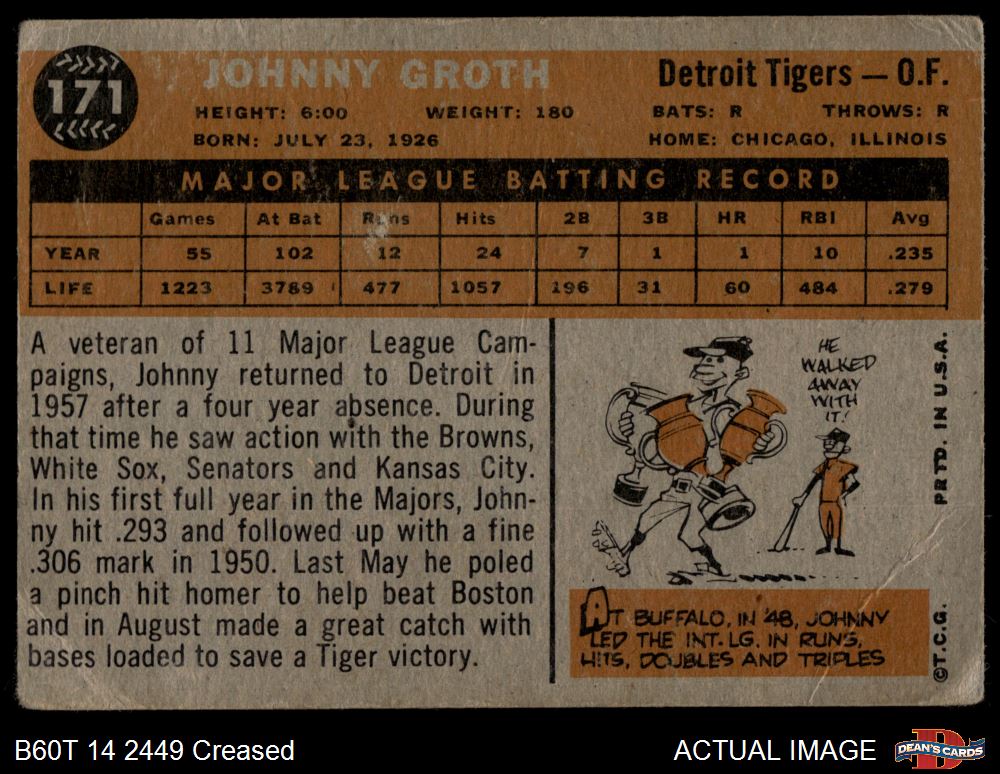 171
JOHNNY GROTH
Detroit Tigers — O.F.
HEIGHT: 6:00 WEIGHT: 180 BATS: R THROWS: R
BORN: JULY 23, 1926 HOME: CHICAGO, ILLINOIS
MAJOR LEAGUE BATTING RECORD
Games At Bat Runs Hits 2B 3B HR RBI Avg
YEAR 55 102 12 24 7 1 1 10 .235
LIFE 1223 3789 477 1057 196 31 60 484 .279
A veteran of 11 Major League Cam-
paigns, Johnny returned to Detroit in
1957 after a four year absence. During
that time he saw action with the Browns,
White Sox, Senators and Kansas City.
In his first full year in the Majors, John-
ny hit .293 and followed up with a fine
.306 mark in 1950. Last May he poled
a pinch hit homer to help beat Boston
and in August made a great catch with
bases loaded to save a Tiger victory.
HE
WALKED
AWAY
WITH
IT!
AT BUFFALO, IN '48, JOHNNY
LED THE INT. LG. IN RUNS,
HITS, DOUBLES AND TRIPLES
©T.C.G. PRTD. IN U.S.A.
B60T 14 2449 Creased
ACTUAL IMAGE
D
DEAN'S CARDS